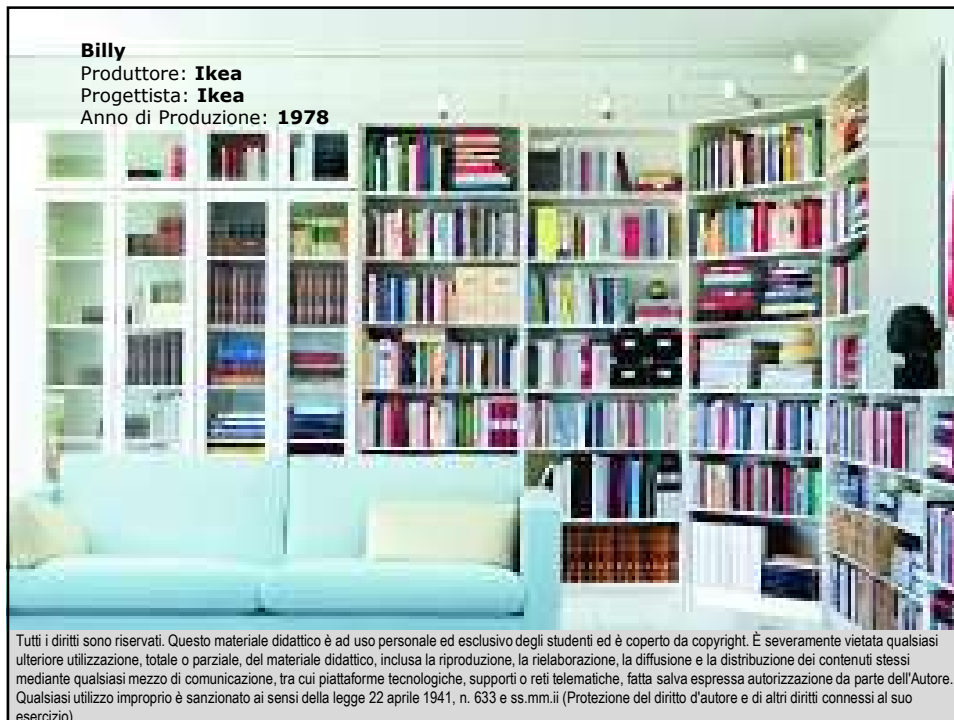 Billy
Produttore: Ikea
Progettista: Ikea
Anno di Produzione: 1978
Tutti i diritti sono riservati. Questo materiale didattico è ad uso personale ed esclusivo degli studenti ed è coperto da copyright. È severamente vietata qualsiasi
ulteriore utilizzazione, totale o parziale, del materiale didattico, inclusa la riproduzione, la rielaborazione, la diffusione e la distribuzione dei contenuti stessi
mediante qualsiasi mezzo di comunicazione, tra cui piattaforme tecnologiche, supporti o reti telematiche, fatta salva espressa autorizzazione da parte dell'Autore.
Qualsiasi utilizzo improprio è sanzionato ai sensi della legge 22 aprile 1941, n. 633 e ss.mm.ii (Protezione del diritto d'autore e di altri diritti connessi al suo
esercizio)